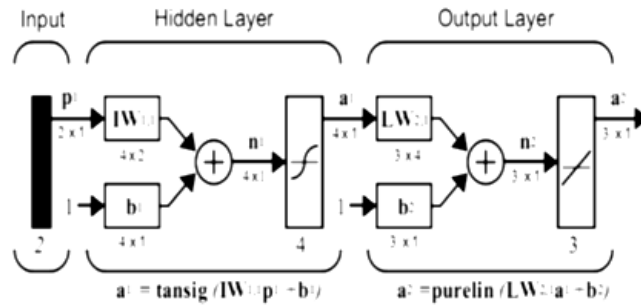 Input Hidden Layer Output Layer
p¹ a¹ a²
IW1,1 LW2,1
2 x 1 4 x 1 3 x 1
n¹ n²
4 x 2 4 x 1 3 x 4 3 x 1
1 b¹ 1 b²
4 x 1 3 x 1
2 4 3
a¹ = tansig (IW1,1p¹ + b¹) a² = purelin (LW2,1a¹ + b²)